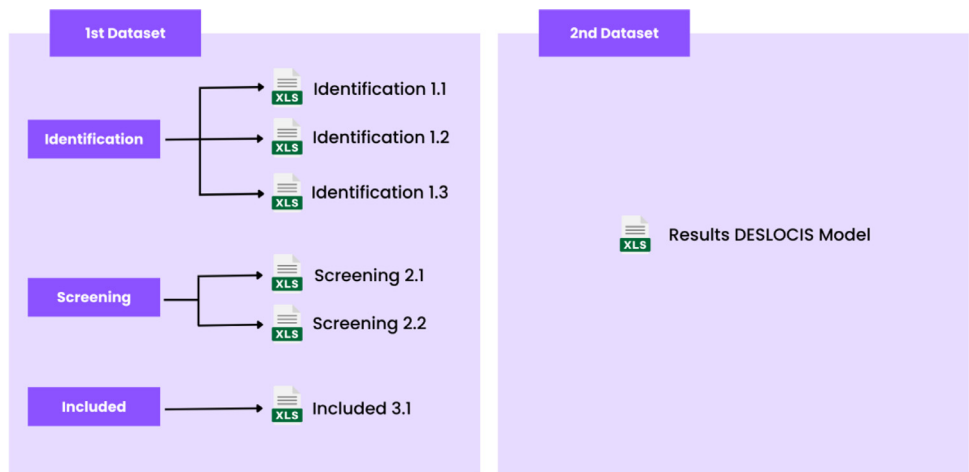 1st Dataset
Identification
XLS Identification 1.1
XLS Identification 1.2
XLS Identification 1.3
Screening
XLS Screening 2.1
XLS Screening 2.2
Included
XLS Included 3.1
2nd Dataset
XLS Results DESLOCIS Model